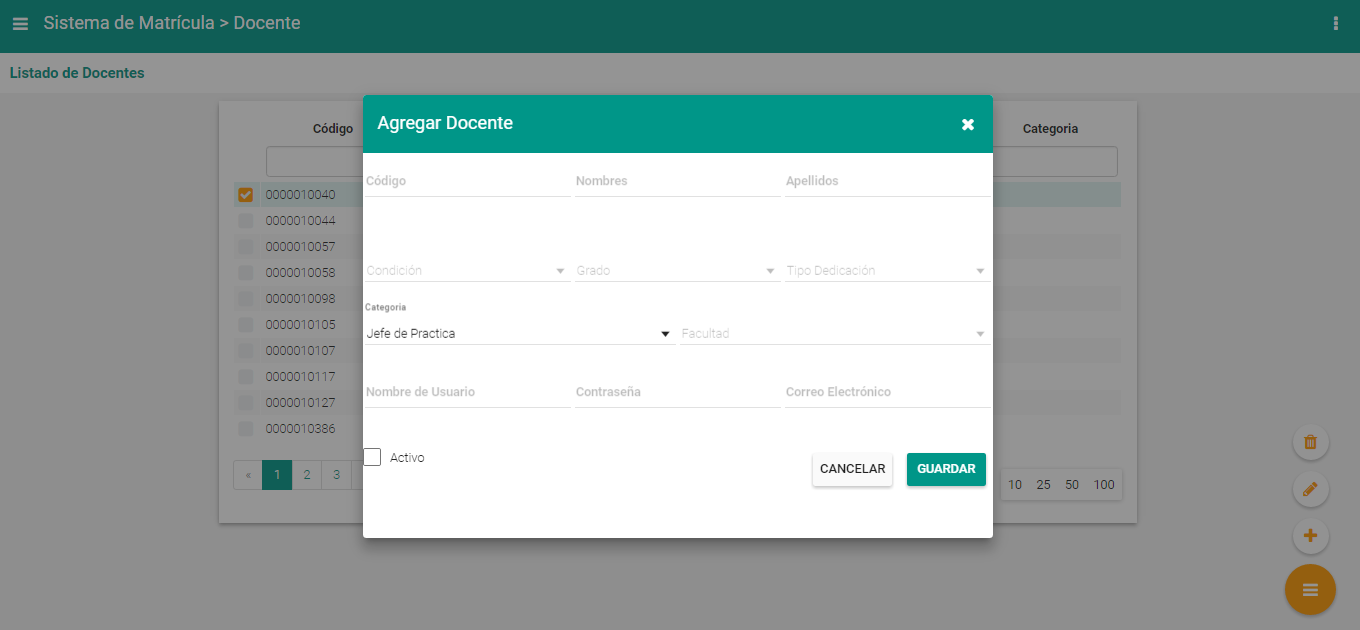 Sistema de Matrícula > Docente
Listado de Docentes
Código
Categoria
0000010040
0000010044
0000010057
0000010058
0000010098
0000010105
0000010107
0000010117
0000010127
0000010386
« 1 2 3
10 25 50 100
Agregar Docente
Código Nombres Apellidos
Condición Grado Tipo Dedicación
Categoria
Jefe de Practica Facultad
Nombre de Usuario Contraseña Correo Electrónico
Activo
CANCELAR GUARDAR